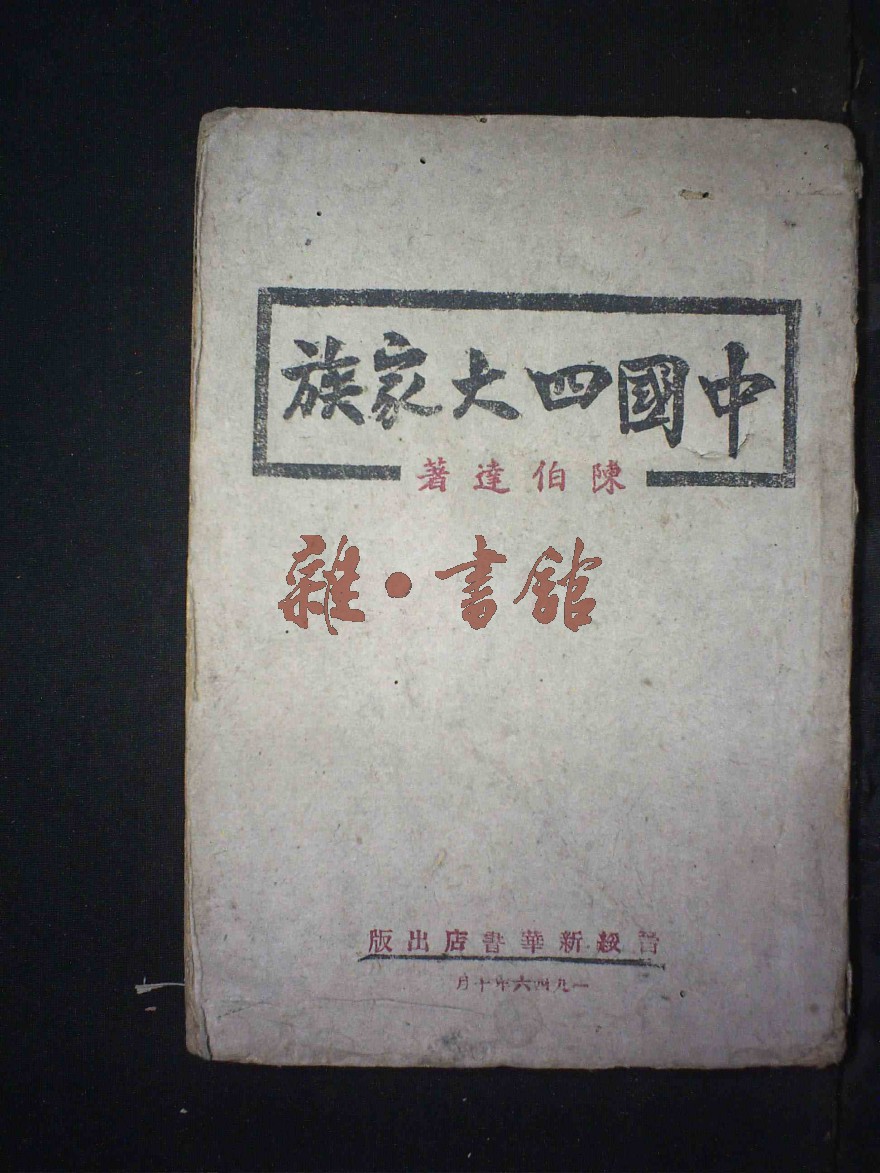 中國四大家族
陳伯達著
雜·書館
晉綏新華書店出版
一九四六年十月